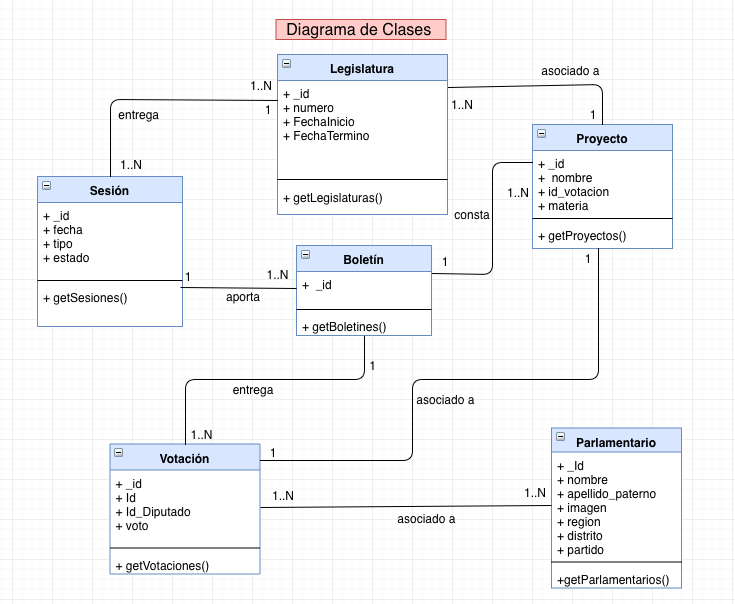 Diagrama de Clases
Legislatura
+ _id
+ numero
+ FechaInicio
+ FechaTermino
+ getLegislaturas()
1..N
1
entrega
1..N
asociado a
1..N
1
Proyecto
+ _id
+ nombre
+ id_votacion
+ materia
+ getProyectos()
Sesión
+ _id
+ fecha
+ tipo
+ estado
+ getSesiones()
1
1..N
aporta
Boletín
+ _id
+ getBoletines()
1
consta
1..N
1
entrega
1..N
1
asociado a
1
Votación
+ _id
+ Id
+ Id_Diputado
+ voto
+ getVotaciones()
1..N
1..N
asociado a
Parlamentario
+ _Id
+ nombre
+ apellido_paterno
+ imagen
+ region
+ distrito
+ partido
+getParlamentarios()